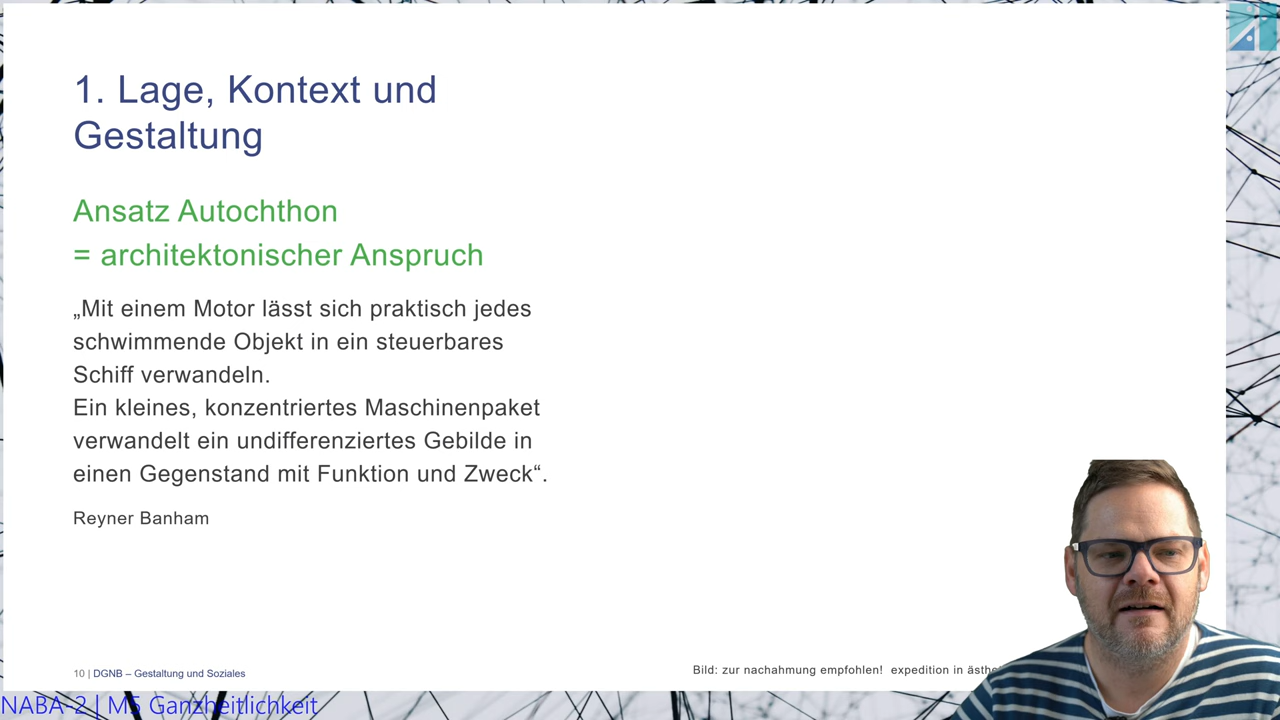 1. Lage, Kontext und
Gestaltung
Ansatz Autochthon
= architektonischer Anspruch
„Mit einem Motor lässt sich praktisch jedes
schwimmende Objekt in ein steuerbares
Schiff verwandeln.
Ein kleines, konzentriertes Maschinenpaket
verwandelt ein undifferenziertes Gebilde in
einen Gegenstand mit Funktion und Zweck“.
Reyner Banham
10 | DGNB – Gestaltung und Soziales
Bild: zur nachahmung empfohlen! expedition in
NABA-2 | M5 Ganzheitlichkeit